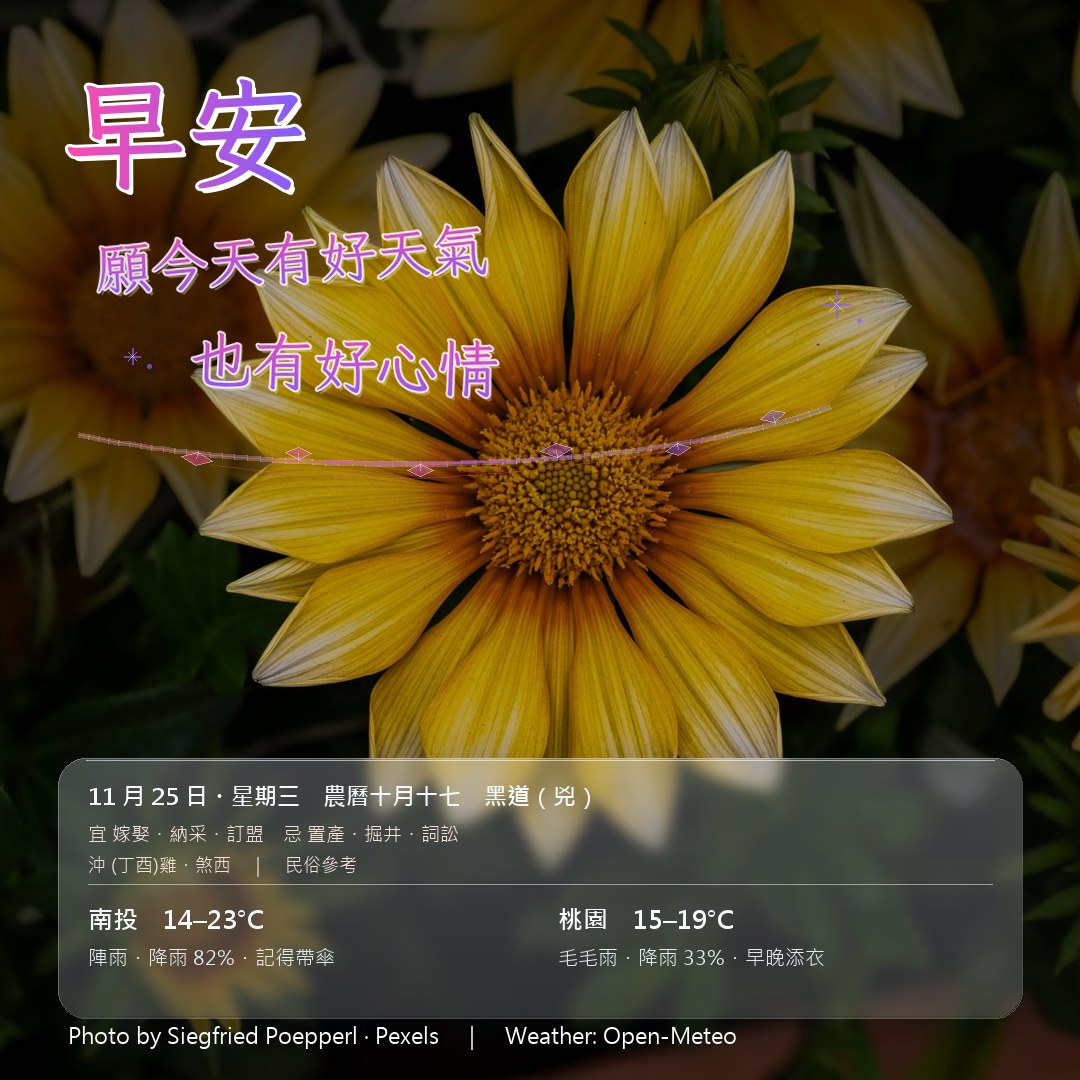 早安
願今天有好天氣
也有好心情
11 月 25 日・星期三　農曆十月十七　黑道（兇）
宜 嫁娶・納采・訂盟　忌 置產・掘井・詞訟
沖 (丁酉)雞・煞西　|　民俗參考
南投　14–23°C　桃園　15–19°C
陣雨・降雨 82%・記得帶傘　毛毛雨・降雨 33%・早晚添衣
Photo by Siegfried Poepperl · Pexels　|　Weather: Open-Meteo